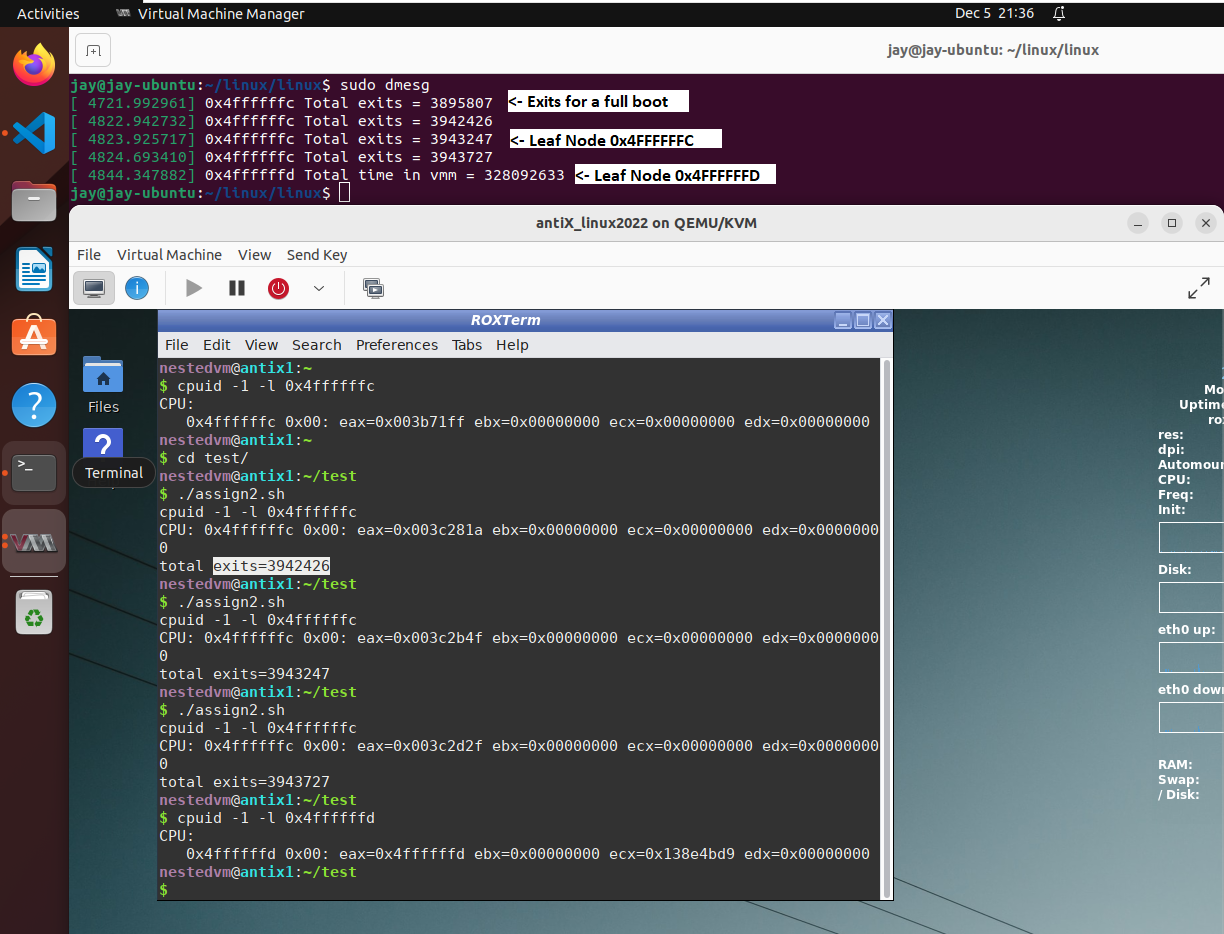 Activities Virtual Machine Manager Dec 5 21:36
jay@jay-ubuntu: ~/linux/linux
jay@jay-ubuntu:~/linux/linux$ sudo dmesg
[ 4721.992961] 0x4ffffffc Total exits = 3895807 <- Exits for a full boot
[ 4822.942732] 0x4ffffffc Total exits = 3942426
[ 4823.925717] 0x4ffffffc Total exits = 3943247 <- Leaf Node 0x4FFFFFFC
[ 4824.693410] 0x4ffffffc Total exits = 3943727
[ 4844.347882] 0x4ffffffd Total time in vmm = 328092633 <- Leaf Node 0x4FFFFFFD
jay@jay-ubuntu:~/linux/linux$
antiX_linux2022 on QEMU/KVM
File Virtual Machine View Send Key
ROXTerm
File Edit View Search Preferences Tabs Help
nestedvm@antix1:~
$ cpuid -1 -l 0x4ffffffc
CPU:
0x4ffffffc 0x00: eax=0x003b71ff ebx=0x00000000 ecx=0x00000000 edx=0x00000000
nestedvm@antix1:~
$ cd test/
nestedvm@antix1:~/test
$ ./assign2.sh
cpuid -1 -l 0x4ffffffc
CPU: 0x4ffffffc 0x00: eax=0x003c281a ebx=0x00000000 ecx=0x00000000 edx=0x0000000
0
total exits=3942426
nestedvm@antix1:~/test
$ ./assign2.sh
cpuid -1 -l 0x4ffffffc
CPU: 0x4ffffffc 0x00: eax=0x003c2b4f ebx=0x00000000 ecx=0x00000000 edx=0x0000000
0
total exits=3943247
nestedvm@antix1:~/test
$ ./assign2.sh
cpuid -1 -l 0x4ffffffc
CPU: 0x4ffffffc 0x00: eax=0x003c2d2f ebx=0x00000000 ecx=0x00000000 edx=0x0000000
0
total exits=3943727
nestedvm@antix1:~/test
$ cpuid -1 -l 0x4ffffffd
CPU:
0x4ffffffd 0x00: eax=0x4ffffffd ebx=0x00000000 ecx=0x138e4bd9 edx=0x00000000
nestedvm@antix1:~/test
$
Files
Terminal
Mo
Uptime
ro
res:
dpi:
Automoun
CPU:
Freq:
Init:
Disk:
eth0 up:
eth0 down
RAM:
Swap:
/ Disk: